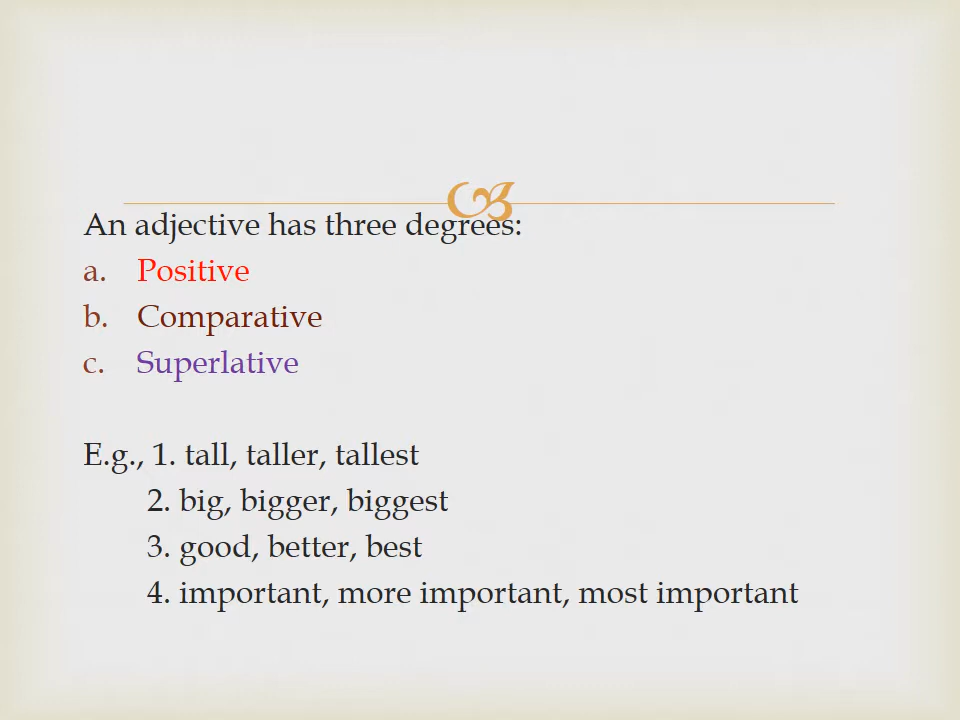 An adjective has three degrees:
a. Positive
b. Comparative
c. Superlative
E.g., 1. tall, taller, tallest
2. big, bigger, biggest
3. good, better, best
4. important, more important, most important